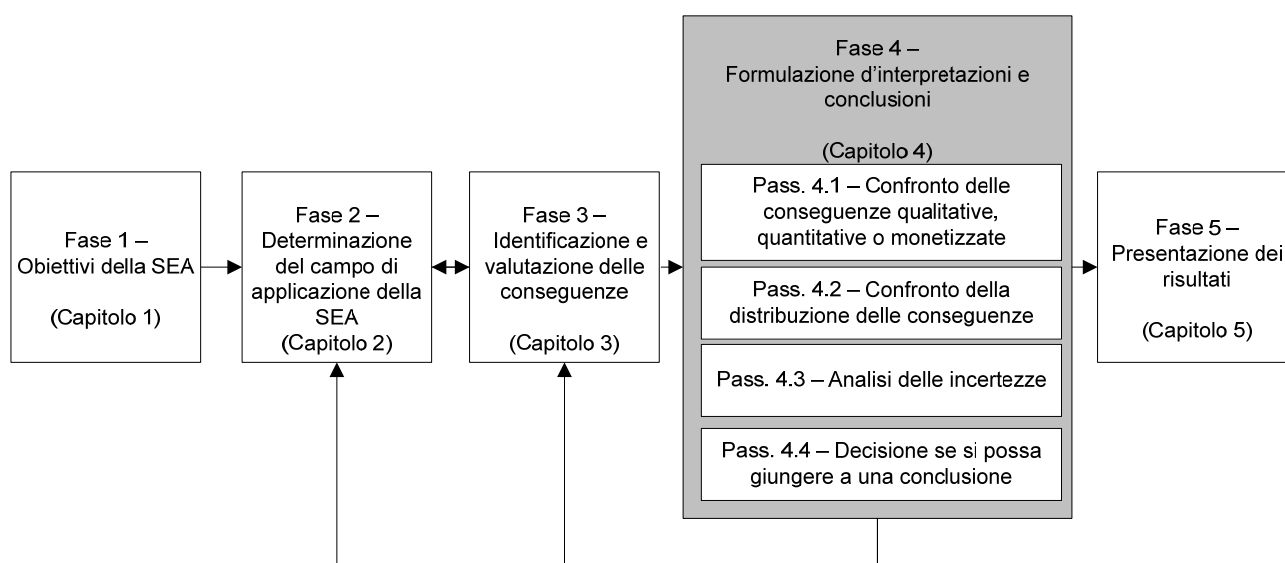 Fase 1 –
Obiettivi della SEA
(Capitolo 1)
Fase 2 –
Determinazione
del campo di
applicazione della
SEA
(Capitolo 2)
Fase 3 –
Identificazione e
valutazione delle
conseguenze
(Capitolo 3)
Fase 4 –
Formulazione d'interpretazioni e
conclusioni
(Capitolo 4)
Pass. 4.1 – Confronto delle
conseguenze qualitative,
quantitative o monetizzate
Pass. 4.2 – Confronto della
distribuzione delle conseguenze
Pass. 4.3 – Analisi delle incertezze
Pass. 4.4 – Decisione se si possa
giungere a una conclusione
Fase 5 –
Presentazione dei
risultati
(Capitolo 5)